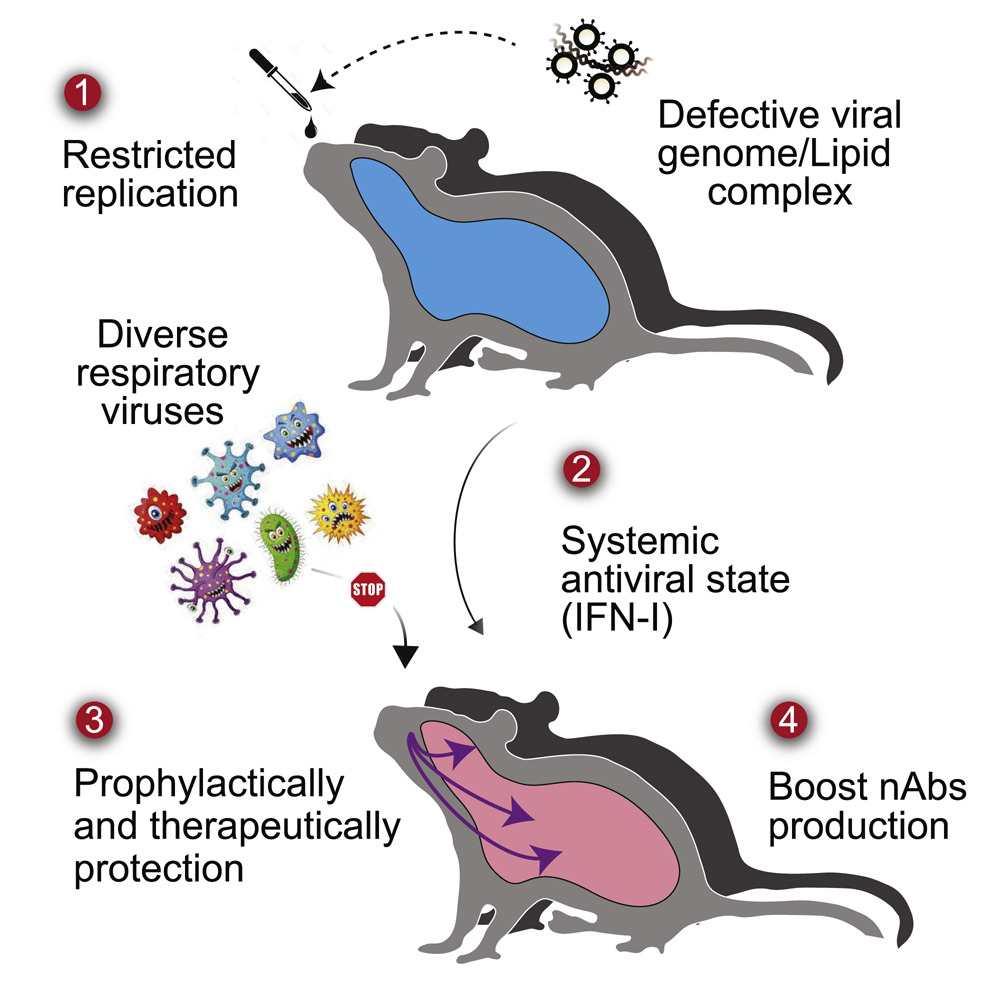 1
Restricted
replication
Defective viral
genome/Lipid
complex
Diverse
respiratory
viruses
STOP
2
Systemic
antiviral state
(IFN-I)
3
Prophylactically
and therapeutically
protection
4
Boost nAbs
production